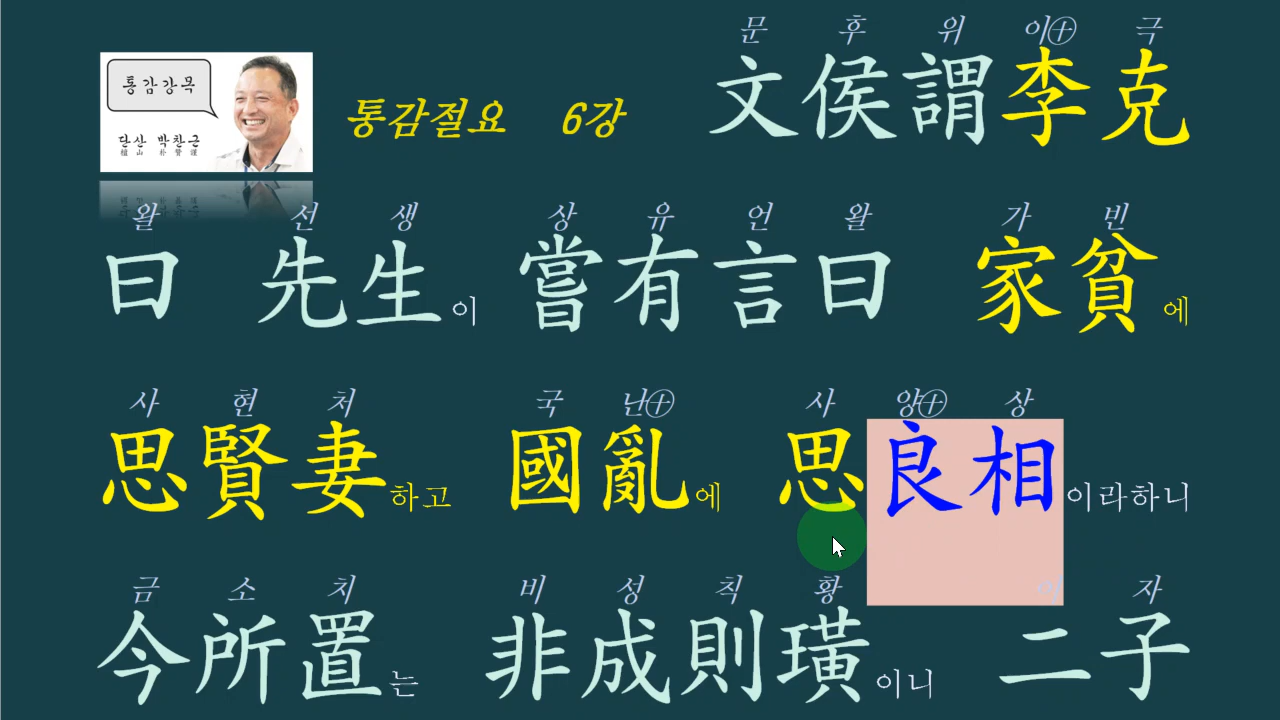 통감강목
단산 박찬근
통감절요 6강
문 후 위 이㊉ 극
文侯謂李克
왈 선 생 상 유 언 왈 가 빈
曰 先生이 嘗有言曰 家貧에
사 현 처 국 난㊉ 사 양㊉ 상
思賢妻하고 國亂에 思良相이라하니
금 소 치 비 성 칙 황 이 자
今所置는 非成則璜이니 二子